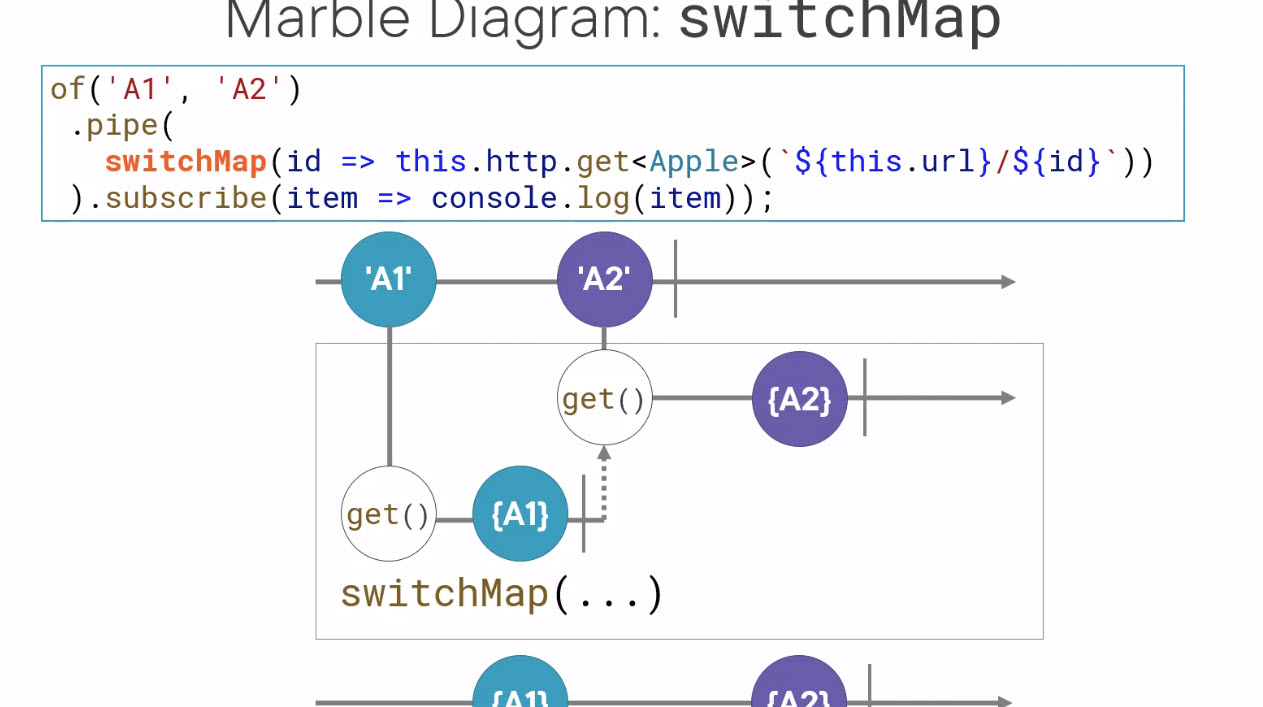 Marble Diagram: switchMap
of('A1', 'A2')
.pipe(
switchMap(id => this.http.get<Apple>(`${this.url}/${id}`))
).subscribe(item => console.log(item));
'A1' 'A2'
get() {A2}
get() {A1}
switchMap(...)
{A1} {A2}